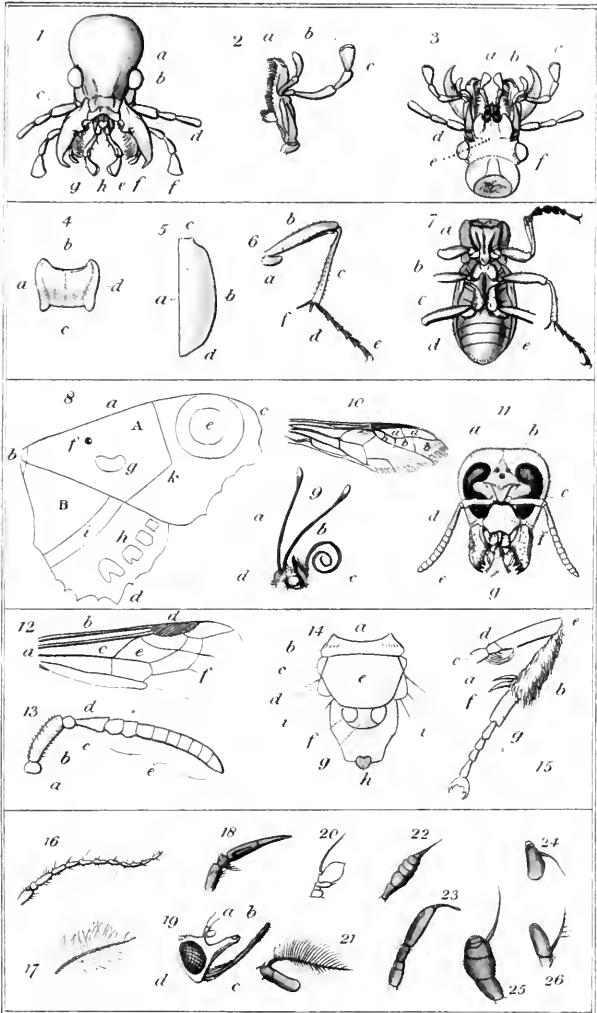 1 a 2 a b 3 a b c
b c
c d d
e f
g h e f f
4 5 c 6 b 7 a
b
a d a b a c b
c
c d f d e d e
8 a 10 11 a b
A c a a
b f e b b b
g k 9 d c
B a b
i h d c e f
d g
12 b d 14 a d e
a c e b c
f c e a
13 d d f b
b i f i g
a c e g h 15
16 18 20 22 24
19 a b 23
17 21
d c 25 26